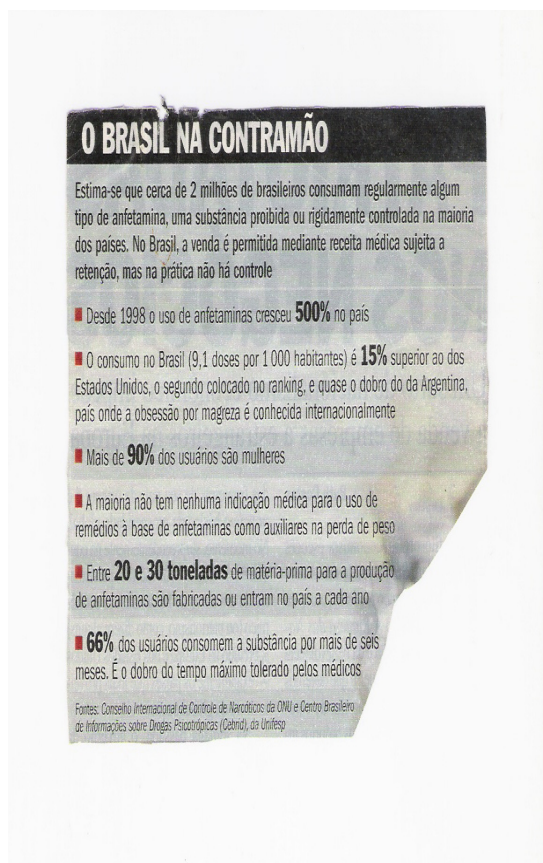 O BRASIL NA CONTRAMÃO
Estima-se que cerca de 2 milhões de brasileiros consumam regularmente algum
tipo de anfetamina, uma substância proibida ou rigidamente controlada na maioria
dos países. No Brasil, a venda é permitida mediante receita médica sujeita a
retenção, mas na prática não há controle
Desde 1998 o uso de anfetaminas cresceu 500% no país
O consumo no Brasil (9,1 doses por 1 000 habitantes) é 15% superior ao dos
Estados Unidos, o segundo colocado no ranking, e quase o dobro do da Argentina,
país onde a obsessão por magreza é conhecida internacionalmente
Mais de 90% dos usuários são mulheres
A maioria não tem nenhuma indicação médica para o uso de
remédios à base de anfetaminas como auxiliares na perda de peso
Entre 20 e 30 toneladas de matéria-prima para a produção
de anfetaminas são fabricadas ou entram no país a cada ano
66% dos usuários consomem a substância por mais de seis
meses. É o dobro do tempo máximo tolerado pelos médicos
Fontes: Conselho Internacional de Controle de Narcóticos da ONU e Centro Brasileiro
de Informações sobre Drogas Psicotrópicas (Cebrid), da Unifesp